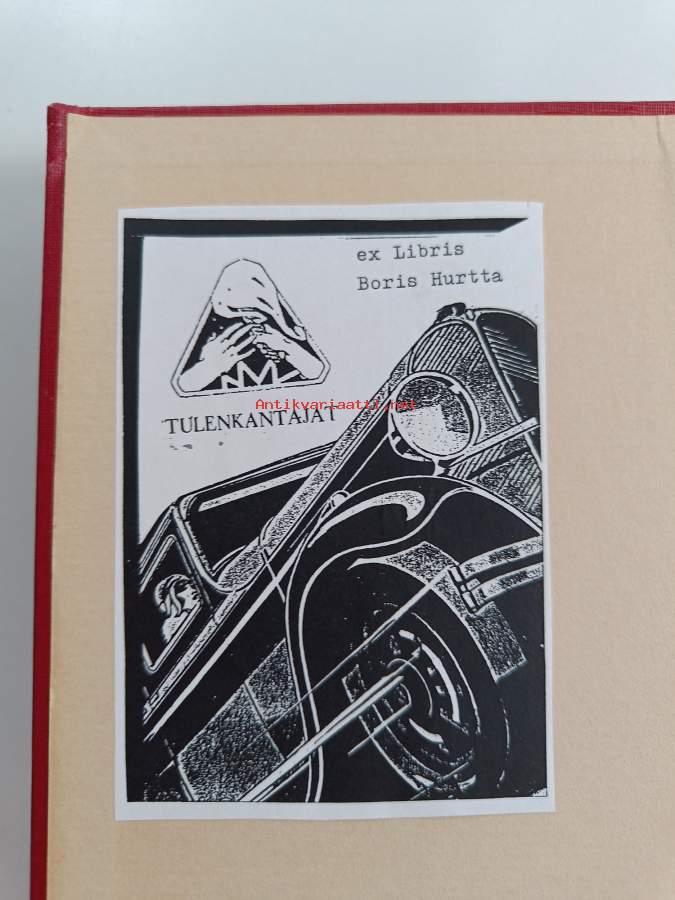 ex Libris
Boris Hurtta
Antikvariaatti.net
TULENKANTAJAT